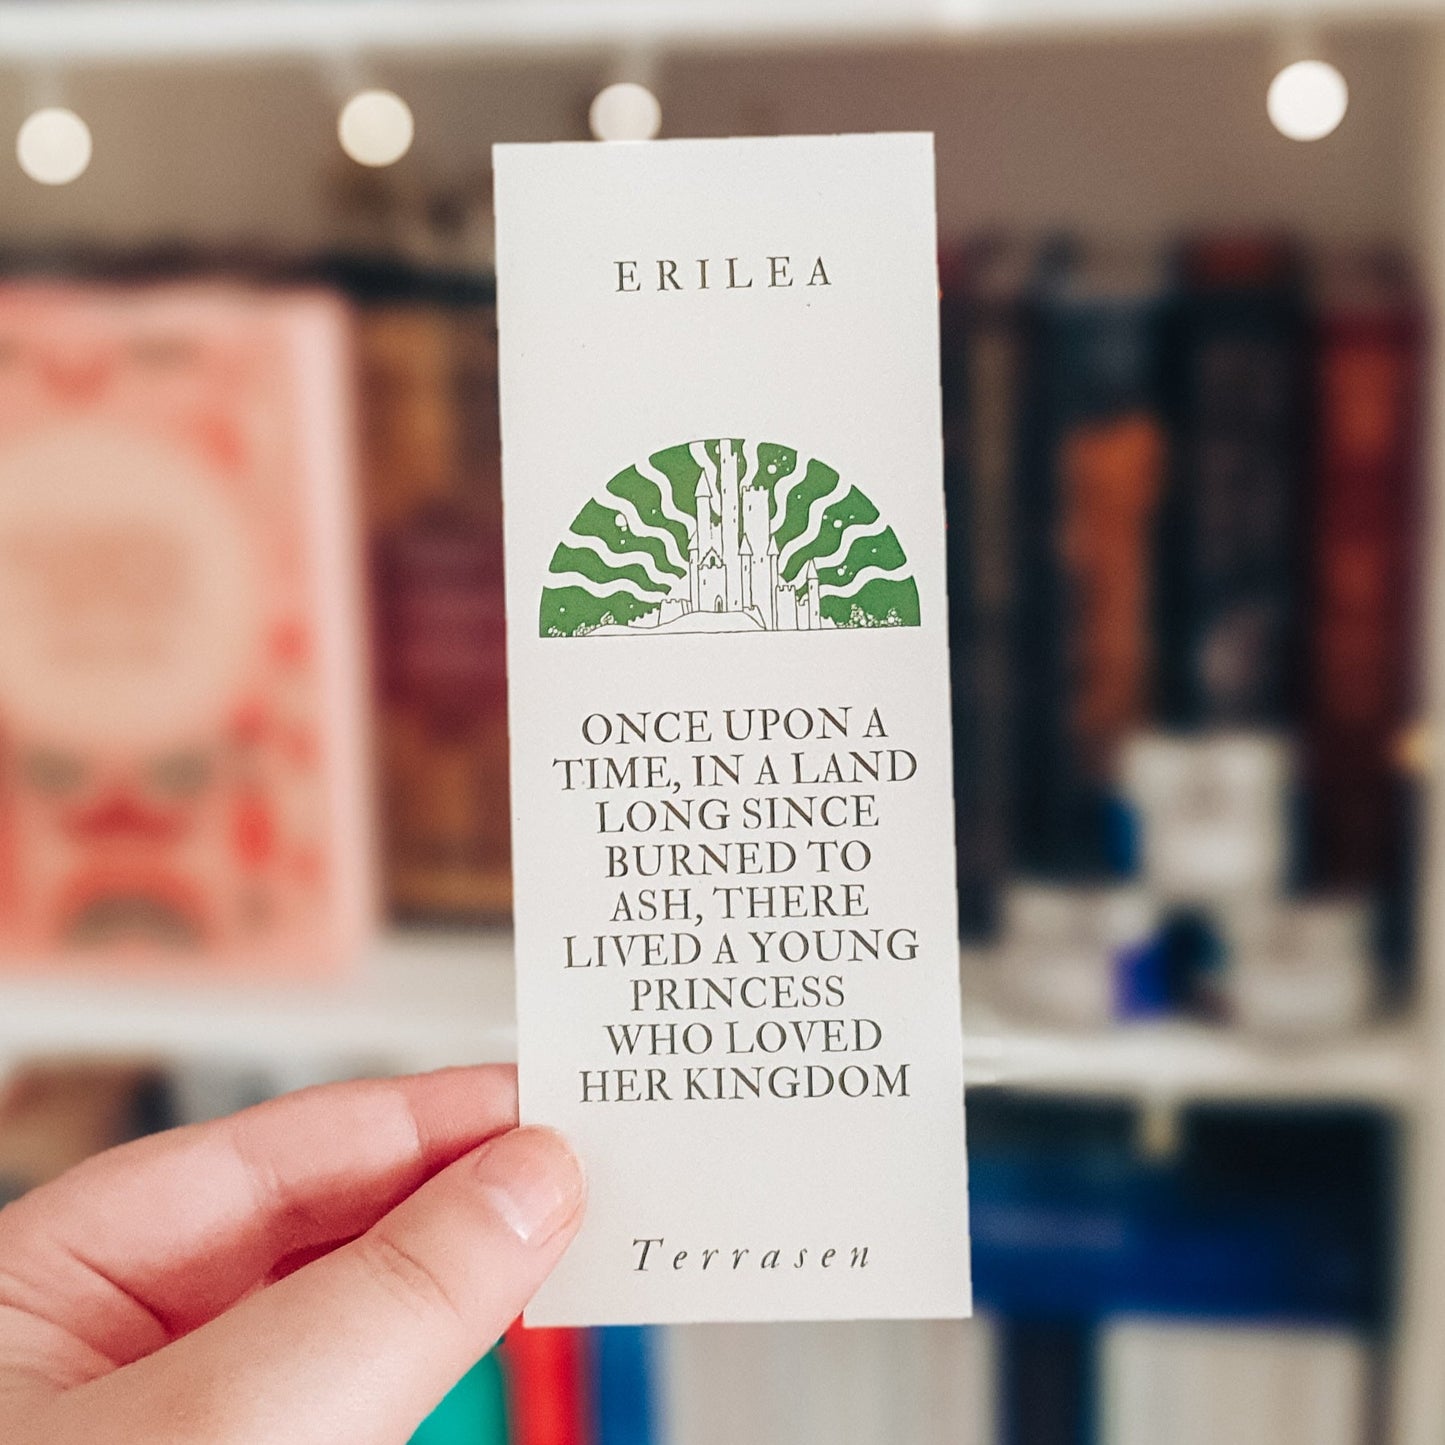 ERILEA
ONCE UPON A
TIME, IN A LAND
LONG SINCE
BURNED TO
ASH, THERE
LIVED A YOUNG
PRINCESS
WHO LOVED
HER KINGDOM
Terrasen